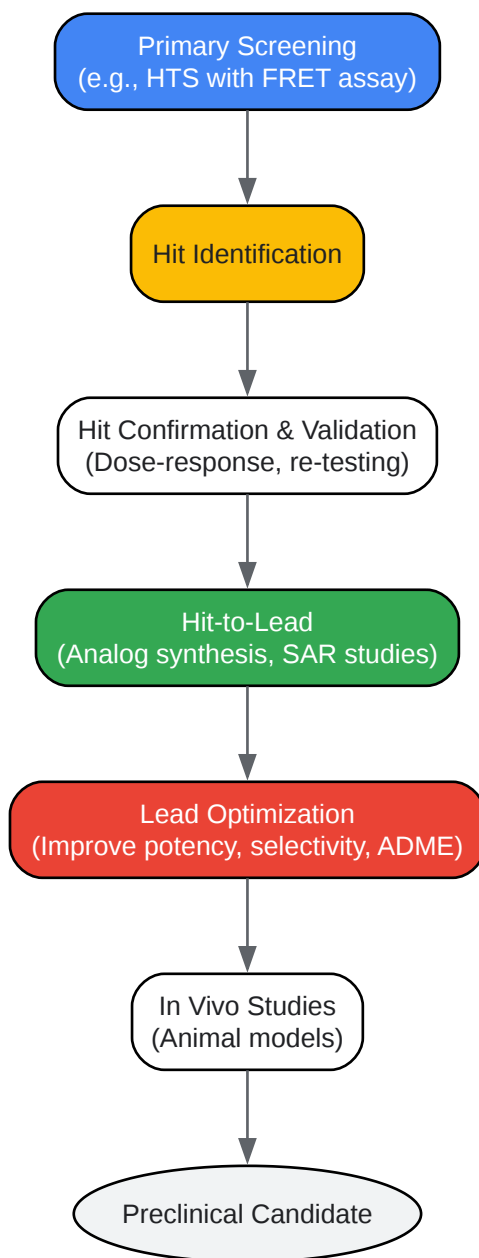 Primary Screening
(e.g., HTS with FRET assay)
Hit Identification
Hit Confirmation & Validation
(Dose-response, re-testing)
Hit-to-Lead
(Analog synthesis, SAR studies)
Lead Optimization
(Improve potency, selectivity, ADME)
In Vivo Studies
(Animal models)
Preclinical Candidate